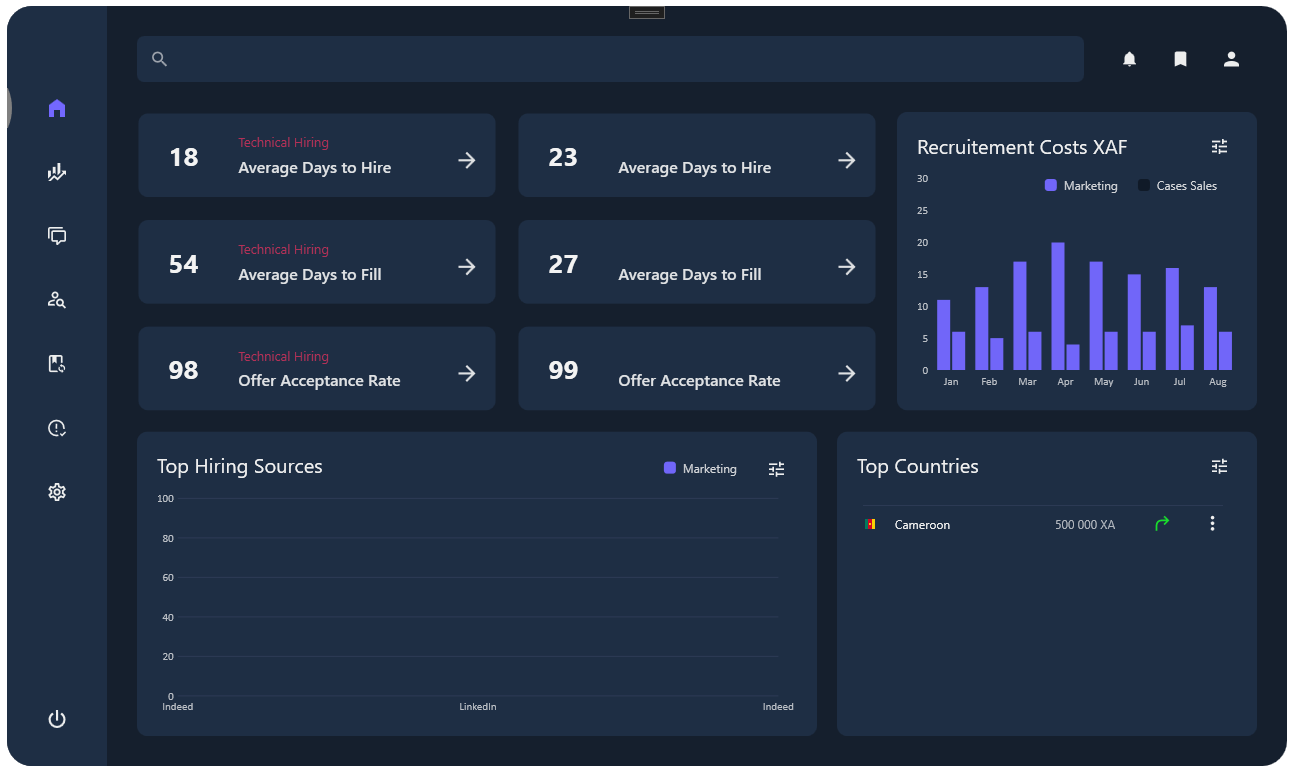 18
Technical Hiring
Average Days to Hire
23
Average Days to Hire
54
Technical Hiring
Average Days to Fill
27
Average Days to Fill
98
Technical Hiring
Offer Acceptance Rate
99
Offer Acceptance Rate
Recruitement Costs XAF
Marketing Cases Sales
30
25
20
15
10
5
0
Jan Feb Mar Apr May Jun Jul Aug
Top Hiring Sources
Marketing
100
80
60
40
20
0
Indeed LinkedIn Indeed
Top Countries
Cameroon 500 000 XA